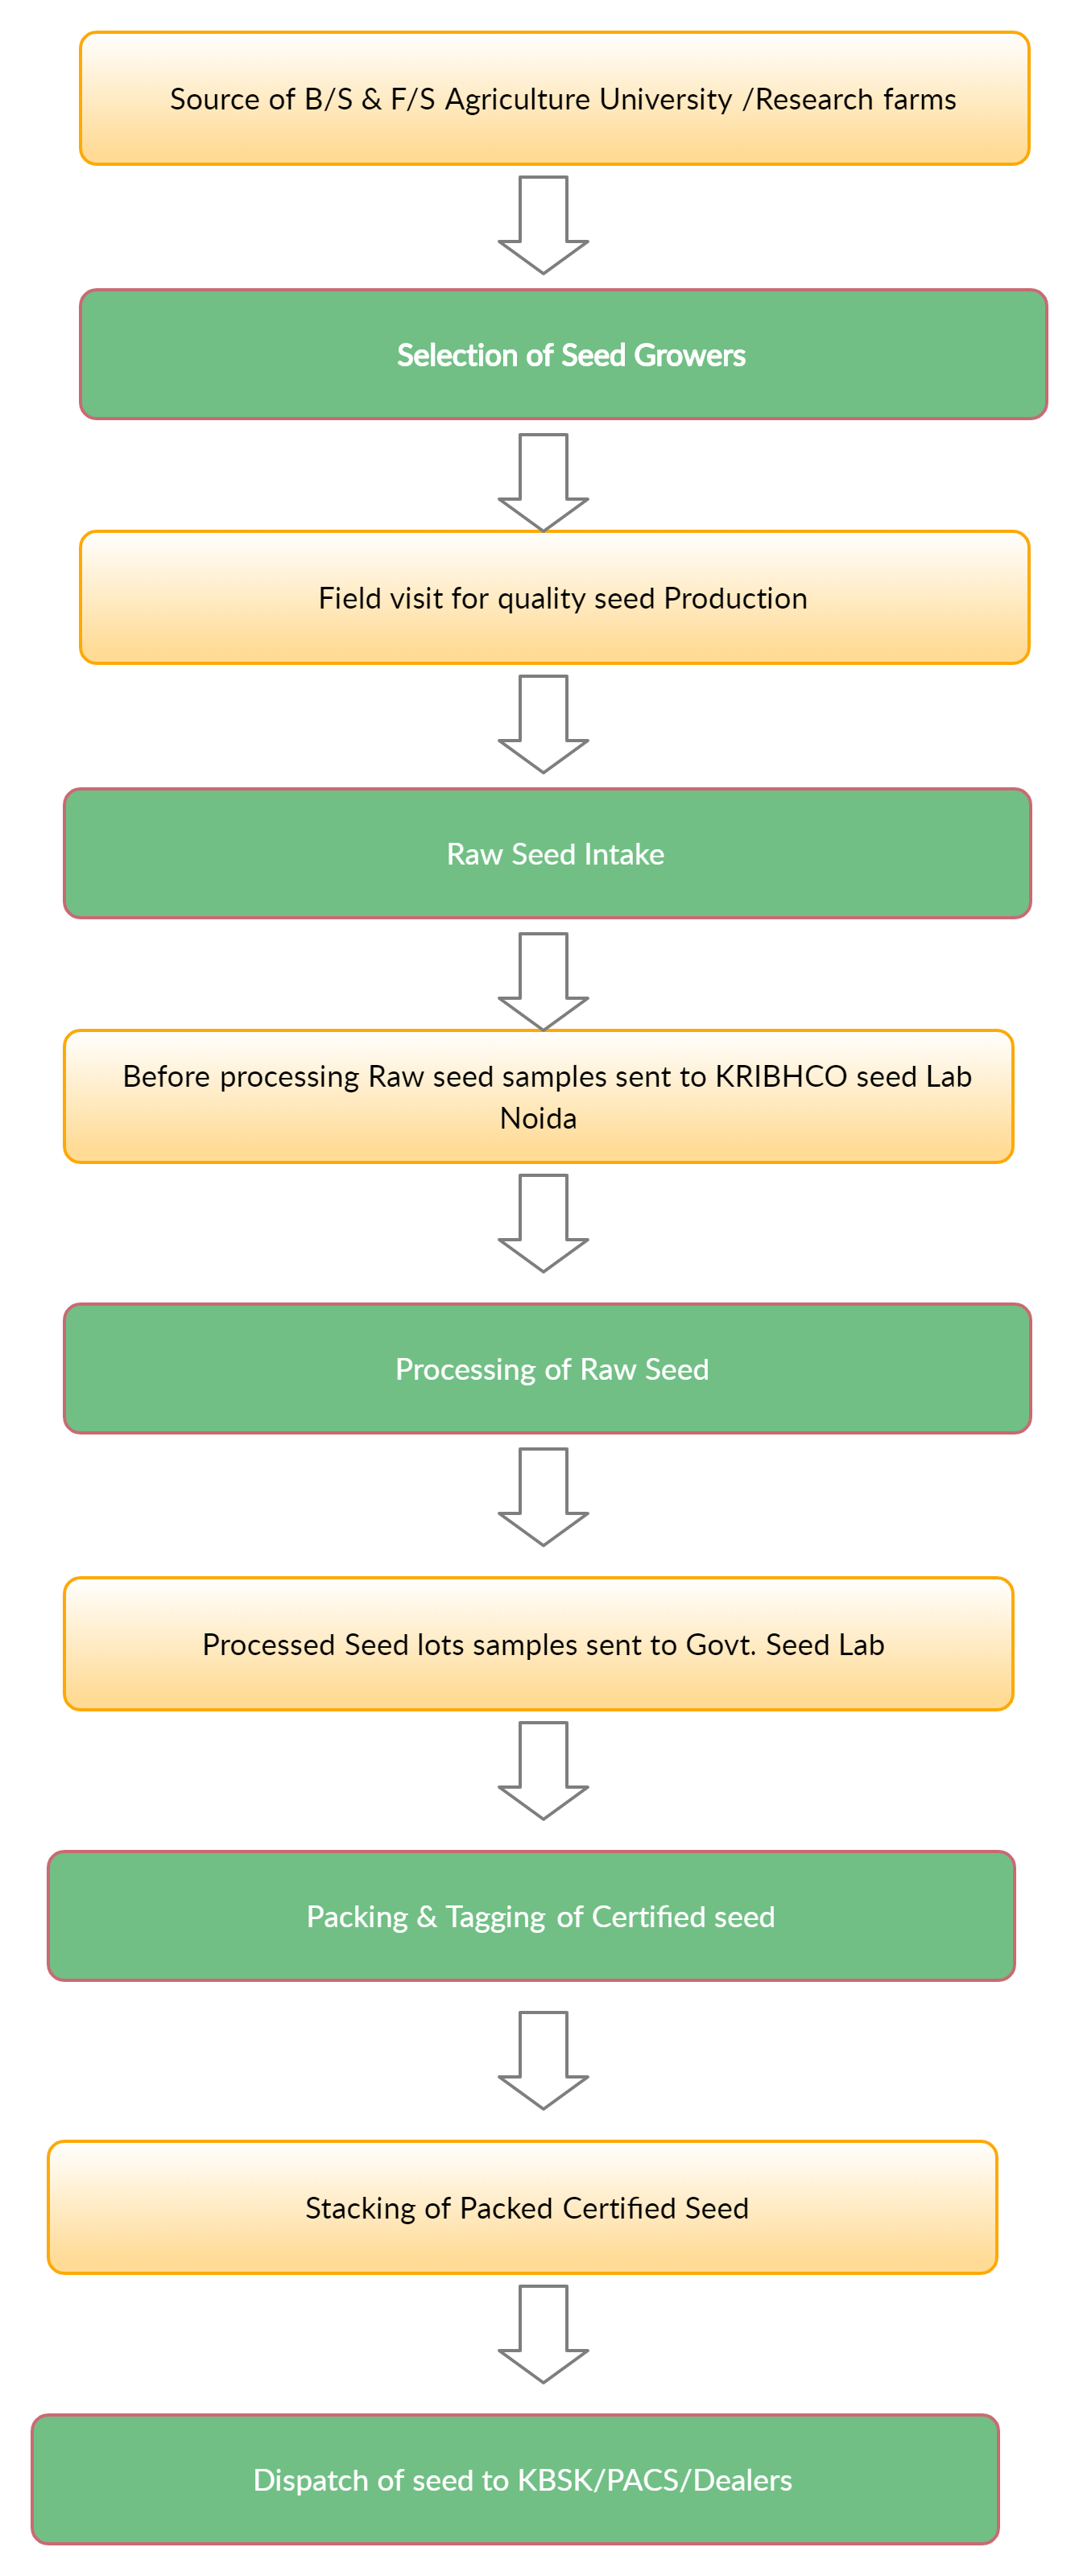 Source of B/S & F/S Agriculture University /Research farms
Selection of Seed Growers
Field visit for quality seed Production
Raw Seed Intake
Before processing Raw seed samples sent to KRIBHCO seed Lab
Noida
Processing of Raw Seed
Processed Seed lots samples sent to Govt. Seed Lab
Packing & Tagging of Certified seed
Stacking of Packed Certified Seed
Dispatch of seed to KBSK/PACS/Dealers